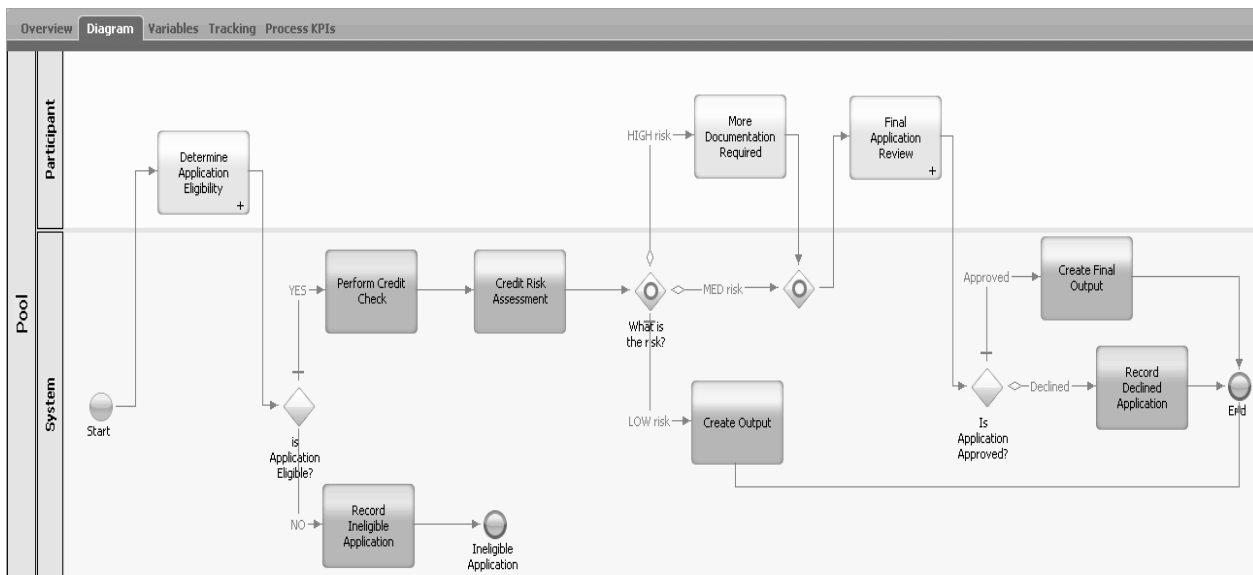 Overview Diagram Variables Tracking Process KPIs
Pool
Participant
System
Start
Determine
Application
Eligibility
is
Application
Eligible?
YES
Perform Credit
Check
Credit Risk
Assessment
NO
Record
Ineligible
Application
Ineligible
Application
What is
the risk?
HIGH risk
More
Documentation
Required
MED risk
LOW risk
Create Output
Final
Application
Review
Is
Application
Approved?
Approved
Create Final
Output
Declined
Record
Declined
Application
End